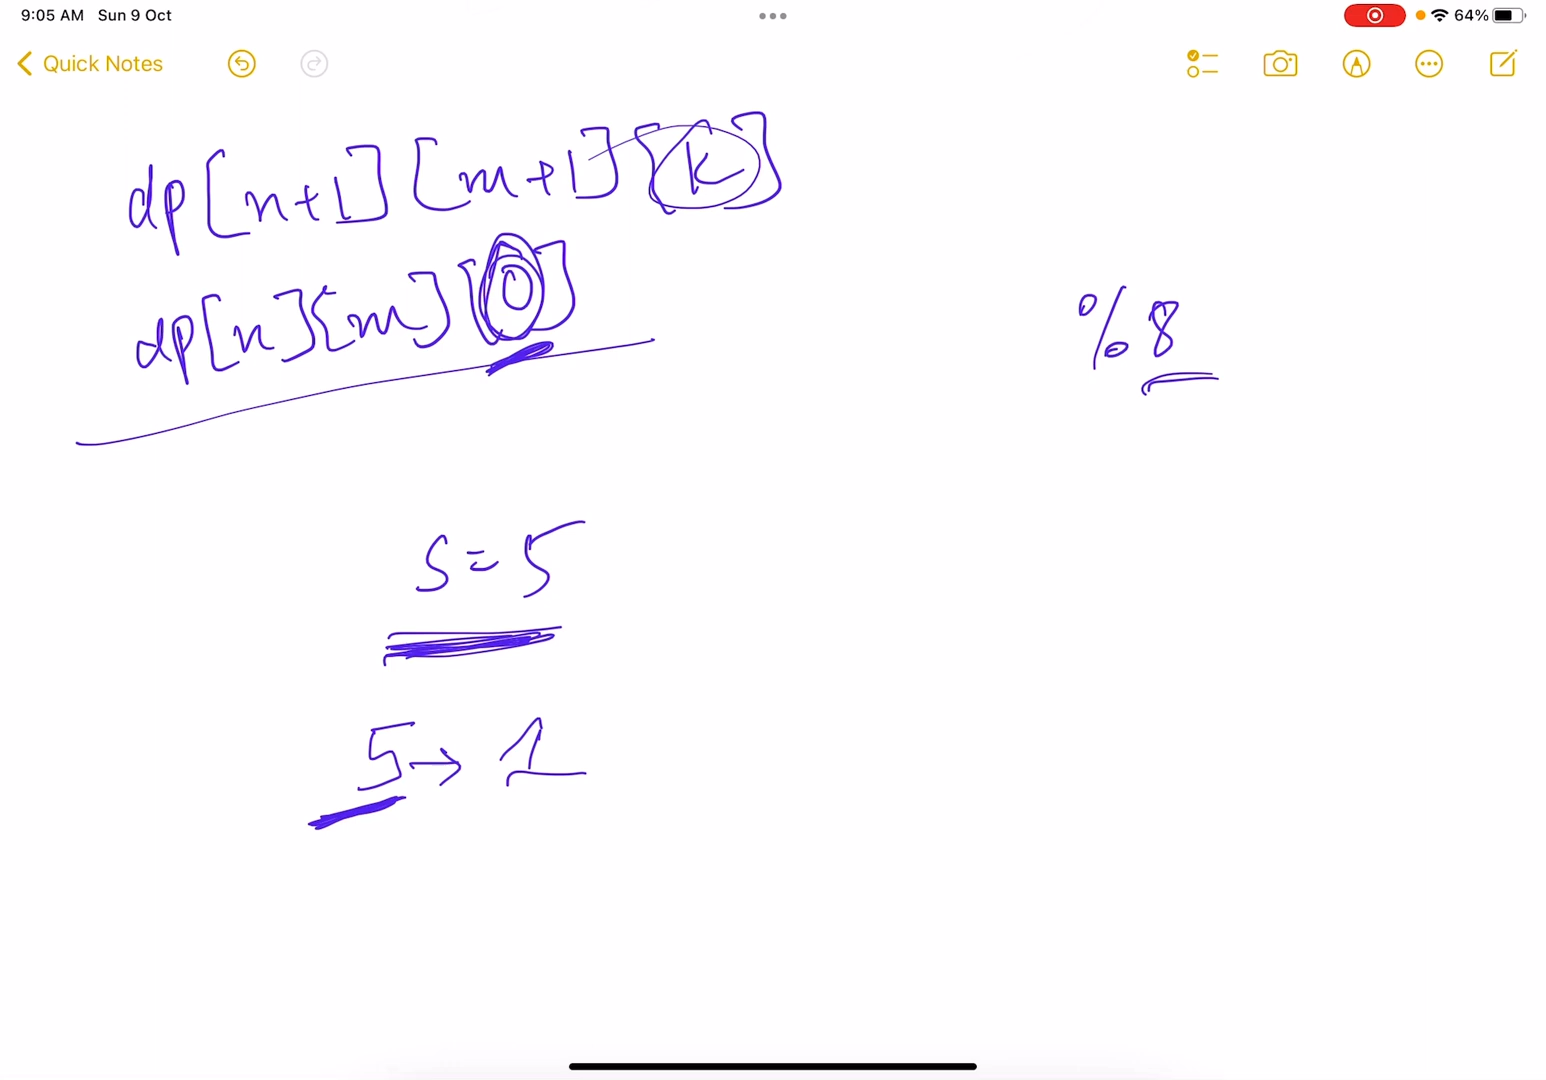 9:05 AM Sun 9 Oct
64%
Quick Notes
dp[n+1][m+1][k]
dp[n][m][0]
%8
S=5
5→1